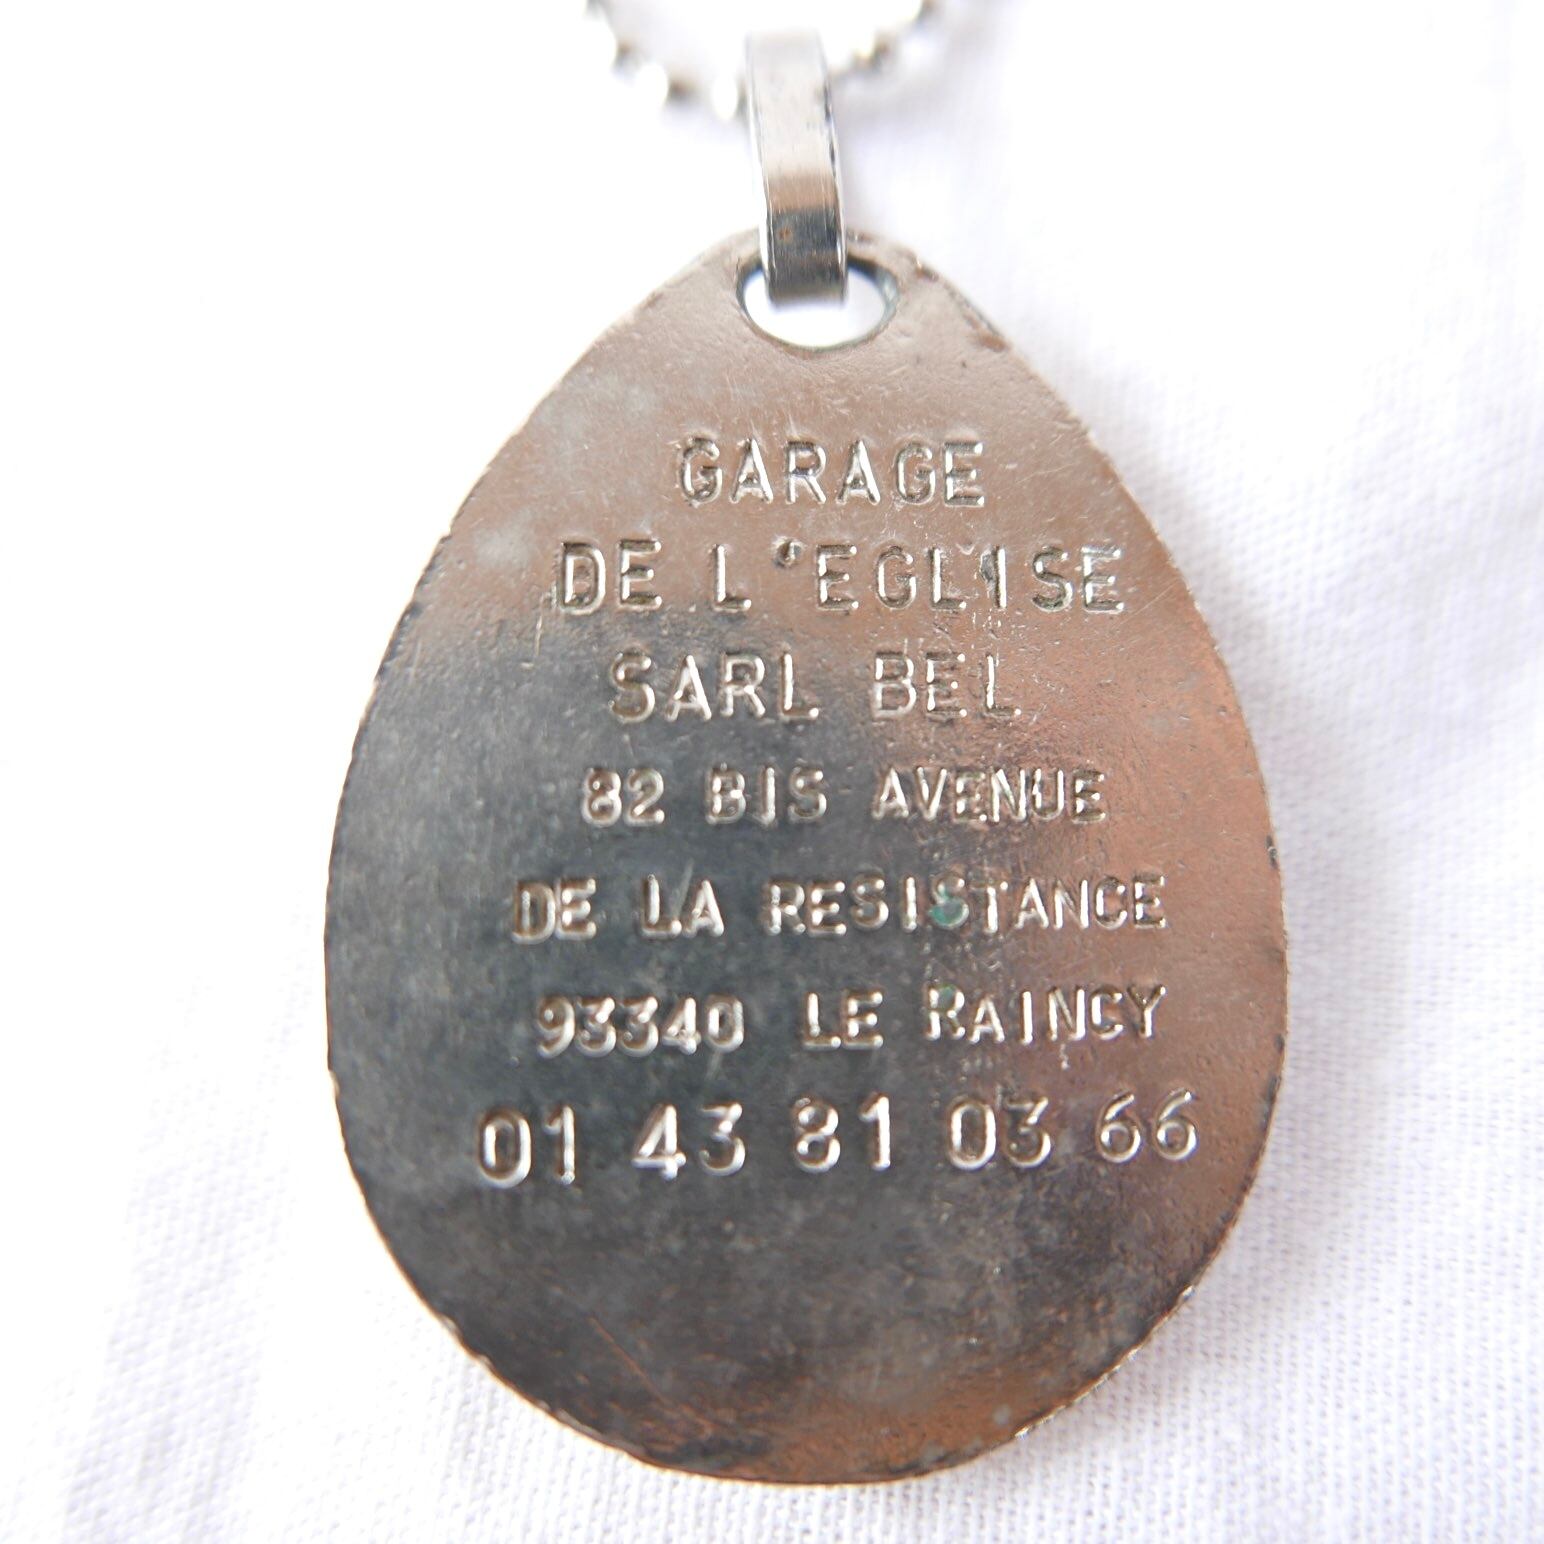 GARAGE
DE L'EGLISE
SARL BEL
82 BIS AVENUE
DE LA RESISTANCE
93340 LE RAINCY
01 43 81 03 66